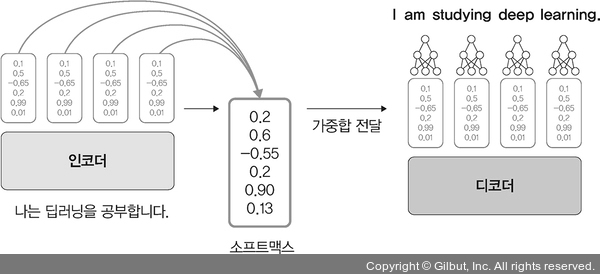 I am studying deep learning.
0.1 0.1 0.1 0.1
0.5 0.5 0.5 0.5
-0.65 -0.65 -0.65 -0.65
0.2 0.2 0.2 0.2
0.99 0.99 0.99 0.99
0.01 0.01 0.01 0.01
인코더
나는 딥러닝을 공부합니다.
0.2
0.6
-0.55
0.2
0.90
0.13
소프트맥스
가중합 전달
0.1 0.1 0.1 0.1
0.5 0.5 0.5 0.5
-0.65 -0.65 -0.65 -0.65
0.2 0.2 0.2 0.2
0.99 0.99 0.99 0.99
0.01 0.01 0.01 0.01
디코더
Copyright © Gilbut, Inc. All rights reserved.